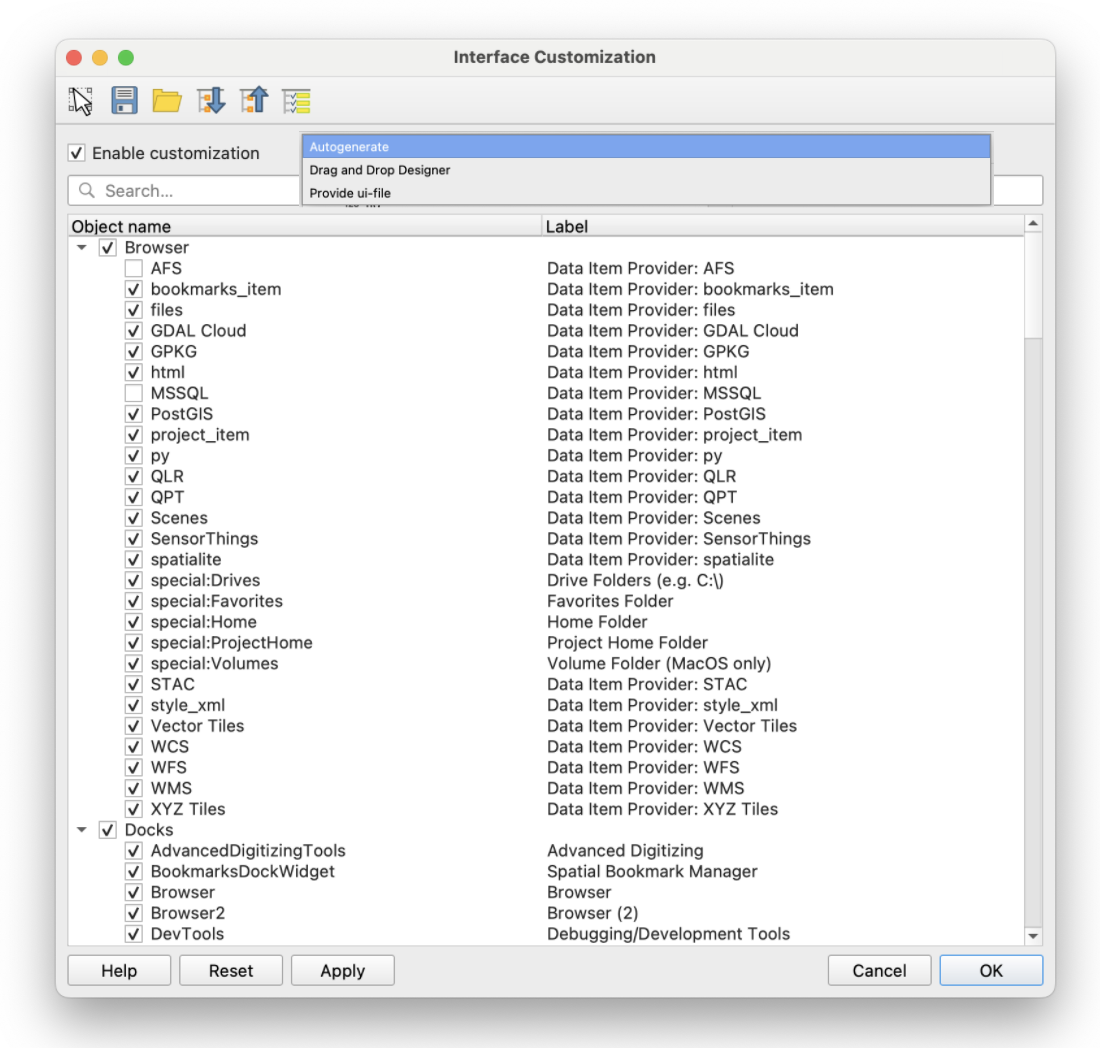 Interface Customization
Enable customization
Autogenerate
Drag and Drop Designer
Provide ui-file
Search...
Object name Label
Browser
AFS Data Item Provider: AFS
bookmarks_item Data Item Provider: bookmarks_item
files Data Item Provider: files
GDAL Cloud Data Item Provider: GDAL Cloud
GPKG Data Item Provider: GPKG
html Data Item Provider: html
MSSQL Data Item Provider: MSSQL
PostGIS Data Item Provider: PostGIS
project_item Data Item Provider: project_item
py Data Item Provider: py
QLR Data Item Provider: QLR
QPT Data Item Provider: QPT
Scenes Data Item Provider: Scenes
SensorThings Data Item Provider: SensorThings
spatialite Data Item Provider: spatialite
special:Drives Drive Folders (e.g. C:\)
special:Favorites Favorites Folder
special:Home Home Folder
special:ProjectHome Project Home Folder
special:Volumes Volume Folder (MacOS only)
STAC Data Item Provider: STAC
style_xml Data Item Provider: style_xml
Vector Tiles Data Item Provider: Vector Tiles
WCS Data Item Provider: WCS
WFS Data Item Provider: WFS
WMS Data Item Provider: WMS
XYZ Tiles Data Item Provider: XYZ Tiles
Docks
AdvancedDigitizingTools Advanced Digitizing
BookmarksDockWidget Spatial Bookmark Manager
Browser Browser
Browser2 Browser (2)
DevTools Debugging/Development Tools
Help Reset Apply Cancel OK